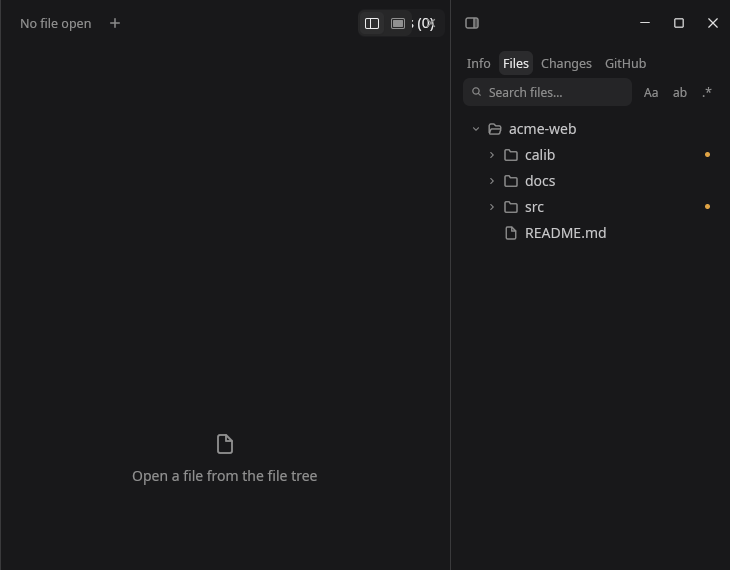 No file open
(0)
Info Files Changes GitHub
Search files...
Aa ab .*
acme-web
calib
docs
src
README.md
Open a file from the file tree